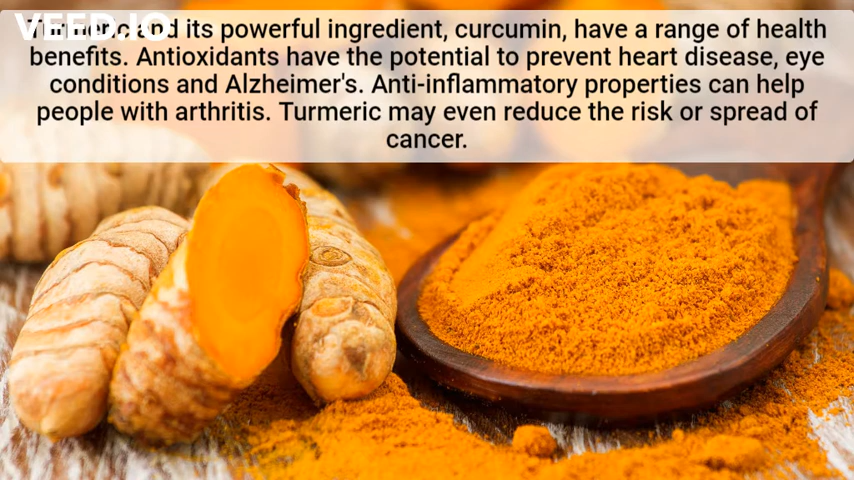 VEED.IO
Turmeric and its powerful ingredient, curcumin, have a range of health
benefits. Antioxidants have the potential to prevent heart disease, eye
conditions and Alzheimer's. Anti-inflammatory properties can help
people with arthritis. Turmeric may even reduce the risk or spread of
cancer.